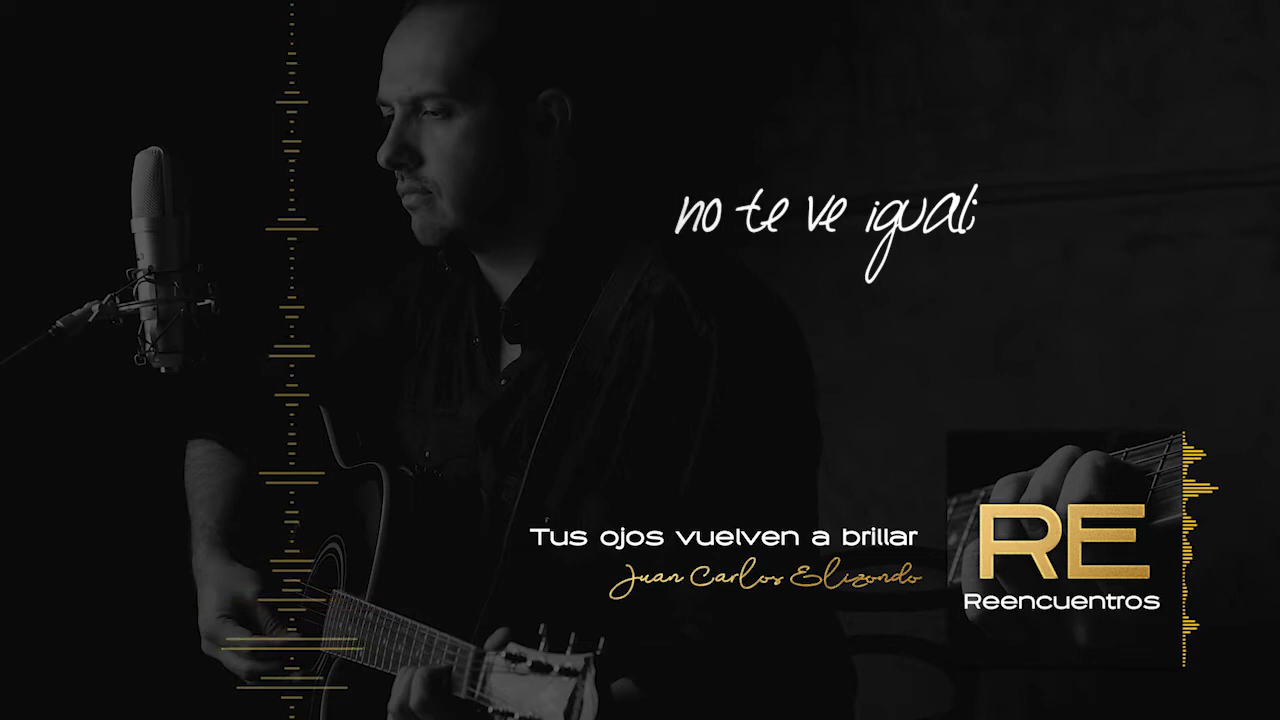 no te ve igual;
Tus ojos vuelven a brillar
Juan Carlos Elizondo
RE
Reencuentros